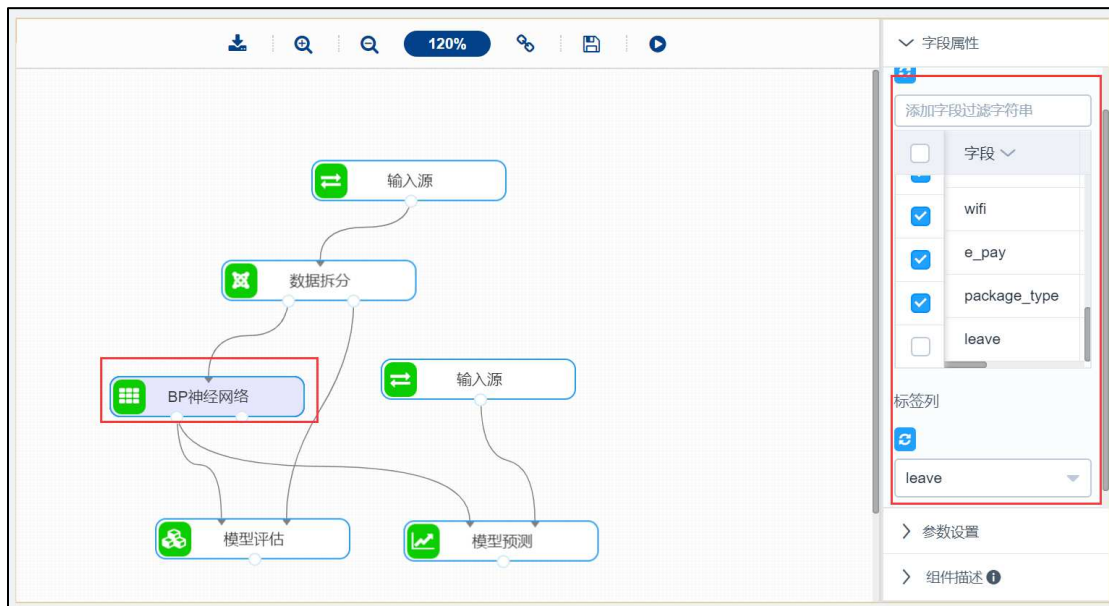 120%
输入源
数据拆分
BP神经网络
输入源
模型评估
模型预测
字段属性
添加字段过滤字符串
字段
wifi
e_pay
package_type
leave
标签列
leave
参数设置
组件描述